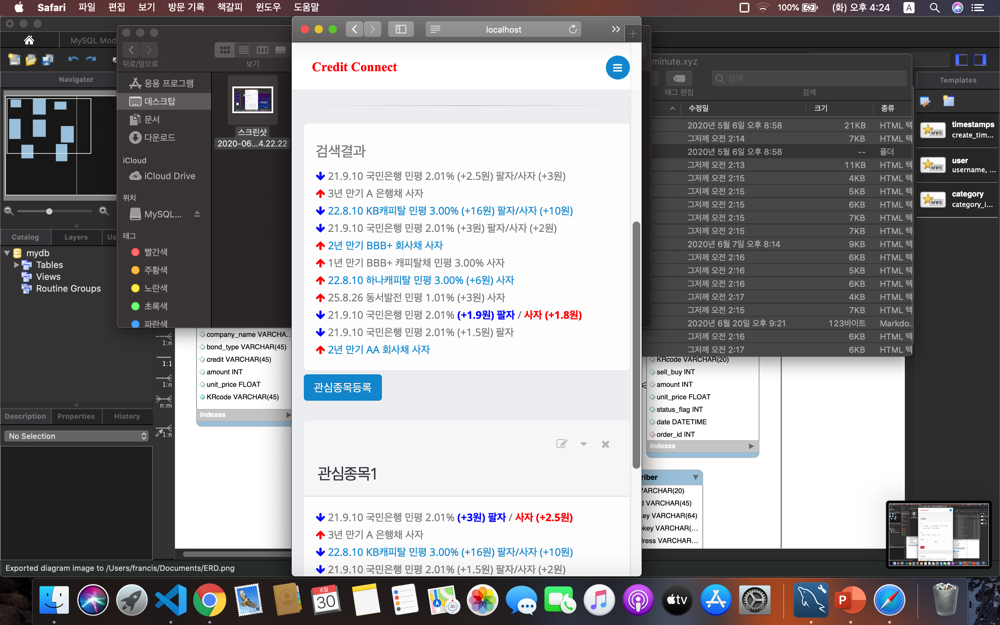 Safari 파일 편집 보기 방문 기록 책갈피 윈도우 도움말
100% (화) 오후 4:24 A
MySQL Mod
Navigator
Catalog Layers Us
mydb
Tables
Views
Routine Groups
Description Properties History
No Selection
Exported diagram image to /Users/francis/Documents/ERD.png
뒤로/앞으로
보기
응용 프로그램
데스크탑
문서
다운로드
iCloud
iCloud Drive
위치
MySQL...
태그
빨간색
주황색
노란색
초록색
파란색
스크린샷
2020-06...4.22.22
1:n
1:1
1:n
n:m
1:n
company_name VARCHA...
bond_type VARCHAR(45)
credit VARCHAR(45)
amount INT
unit_price FLOAT
KRcode VARCHAR(45)
Indexes
localhost
Credit Connect
검색결과
21.9.10 국민은행 민평 2.01% (+2.5원) 팔자/사자 (+3원)
3년 만기 A 은행채 사자
22.8.10 KB캐피탈 민평 3.00% (+16원) 팔자/사자 (+10원)
21.9.10 국민은행 민평 2.01% (+3원) 팔자/사자 (+2원)
2년 만기 BBB+ 회사채 사자
1년 만기 BBB+ 캐피탈채 민평 3.00% 사자
22.8.10 하나캐피탈 민평 3.00% (+6원) 사자
25.8.26 동서발전 민평 1.01% (+3원) 사자
21.9.10 국민은행 민평 2.01% (+1.9원) 팔자 / 사자 (+1.8원)
21.9.10 국민은행 민평 2.01% (+1.5원) 팔자
2년 만기 AA 회사채 사자
관심종목등록
관심종목1
21.9.10 국민은행 민평 2.01% (+3원) 팔자 / 사자 (+2.5원)
3년 만기 A 은행채 사자
22.8.10 KB캐피탈 민평 3.00% (+16원) 팔자/사자 (+10원)
21.9.10 국민은행 민평 2.01% (+1.5원) 팔자/사자 (+2원)
minute.xyz
검색
태그 편집 검색
수정일 크기 종류
2020년 5월 6일 오후 8:58 21KB HTML 텍
그저께 오전 2:14 7KB HTML 텍
2020년 5월 6일 오후 8:58 -- 폴더
그저께 오전 2:13 11KB HTML 텍
그저께 오전 2:15 4KB HTML 텍
그저께 오전 2:15 5KB HTML 텍
그저께 오전 2:15 6KB HTML 텍
그저께 오전 2:15 7KB HTML 텍
그저께 오전 2:15 7KB HTML 텍
2020년 6월 7일 오후 8:14 9KB HTML 텍
그저께 오전 2:16 6KB HTML 텍
그저께 오전 2:16 5KB HTML 텍
그저께 오전 2:16 6KB HTML 텍
그저께 오전 2:17 4KB HTML 텍
그저께 오전 2:15 7KB HTML 텍
2020년 6월 20일 오후 9:21 123바이트 Markdo..
그저께 오전 2:16 6KB HTML 텍
그저께 오전 2:17 6KB HTML 텍
KRcode VARCHAR(20)
sell_buy INT
amount INT
unit_price FLOAT
status_flag INT
date DATETIME
order_id INT
Indexes
riber
VARCHAR(20)
d VARCHAR(45)
key VARCHAR(64)
okey VARCHAR(...
lress VARCHAR...
Templates
timestamps
create_tim...
user
username, ...
category
category_i...
MWB
MWB
MWB
6월
30
3D
tv
P